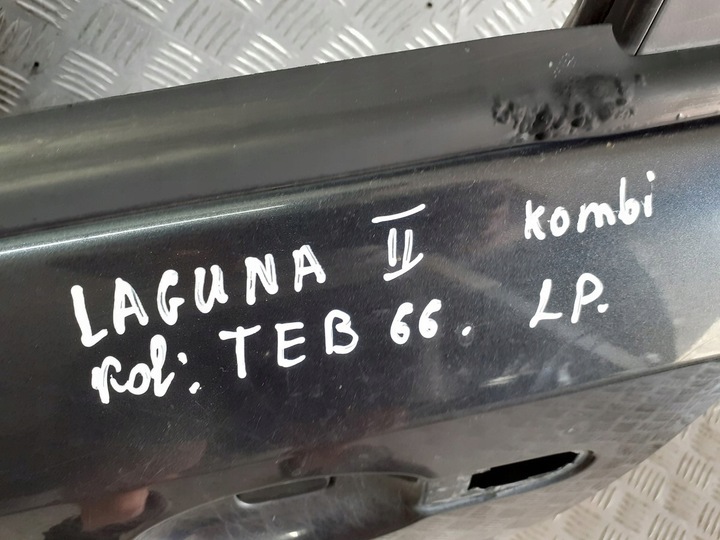 LAGUNA II kombi
kol: TEB 66. LP.